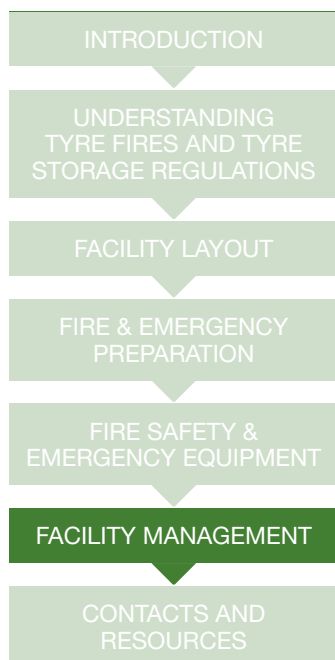 INTRODUCTION
UNDERSTANDING
TYRE FIRES AND TYRE
STORAGE REGULATIONS
FACILITY LAYOUT
FIRE & EMERGENCY
PREPARATION
FIRE SAFETY &
EMERGENCY EQUIPMENT
FACILITY MANAGEMENT
CONTACTS AND
RESOURCES